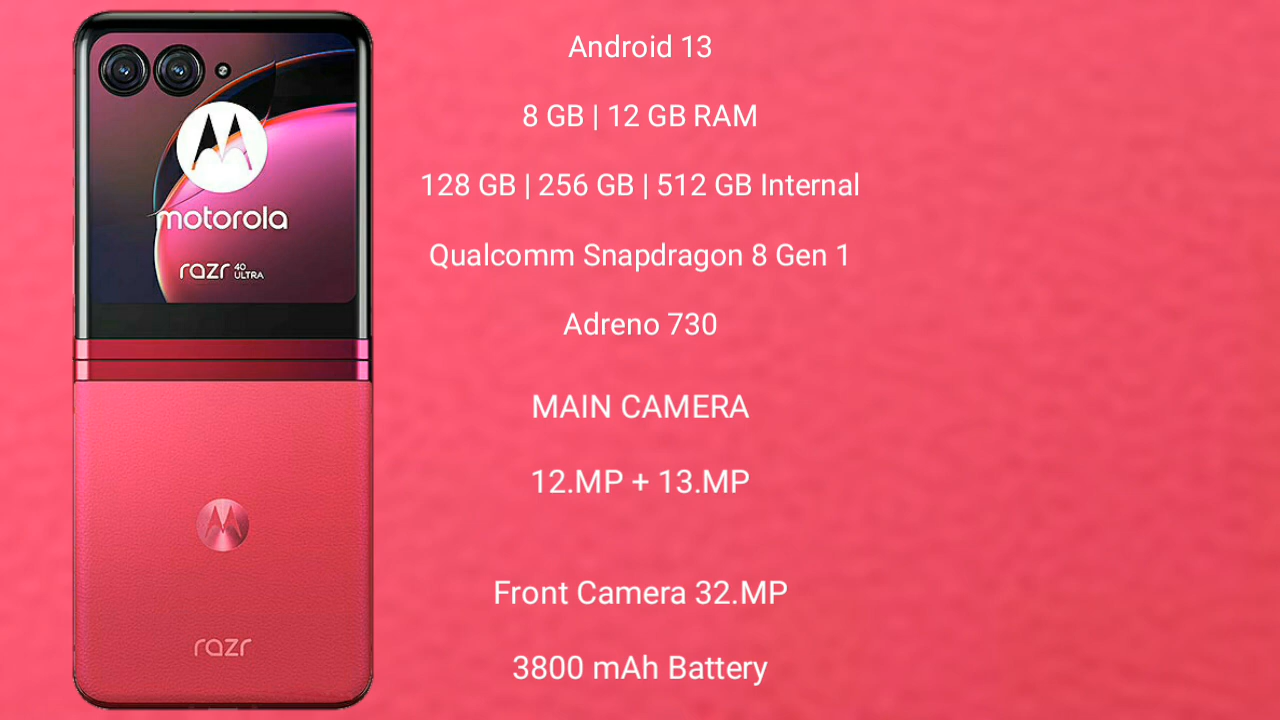 motorola
razr 40 ULTRA
razr
Android 13
8 GB | 12 GB RAM
128 GB | 256 GB | 512 GB Internal
Qualcomm Snapdragon 8 Gen 1
Adreno 730
MAIN CAMERA
12.MP + 13.MP
Front Camera 32.MP
3800 mAh Battery